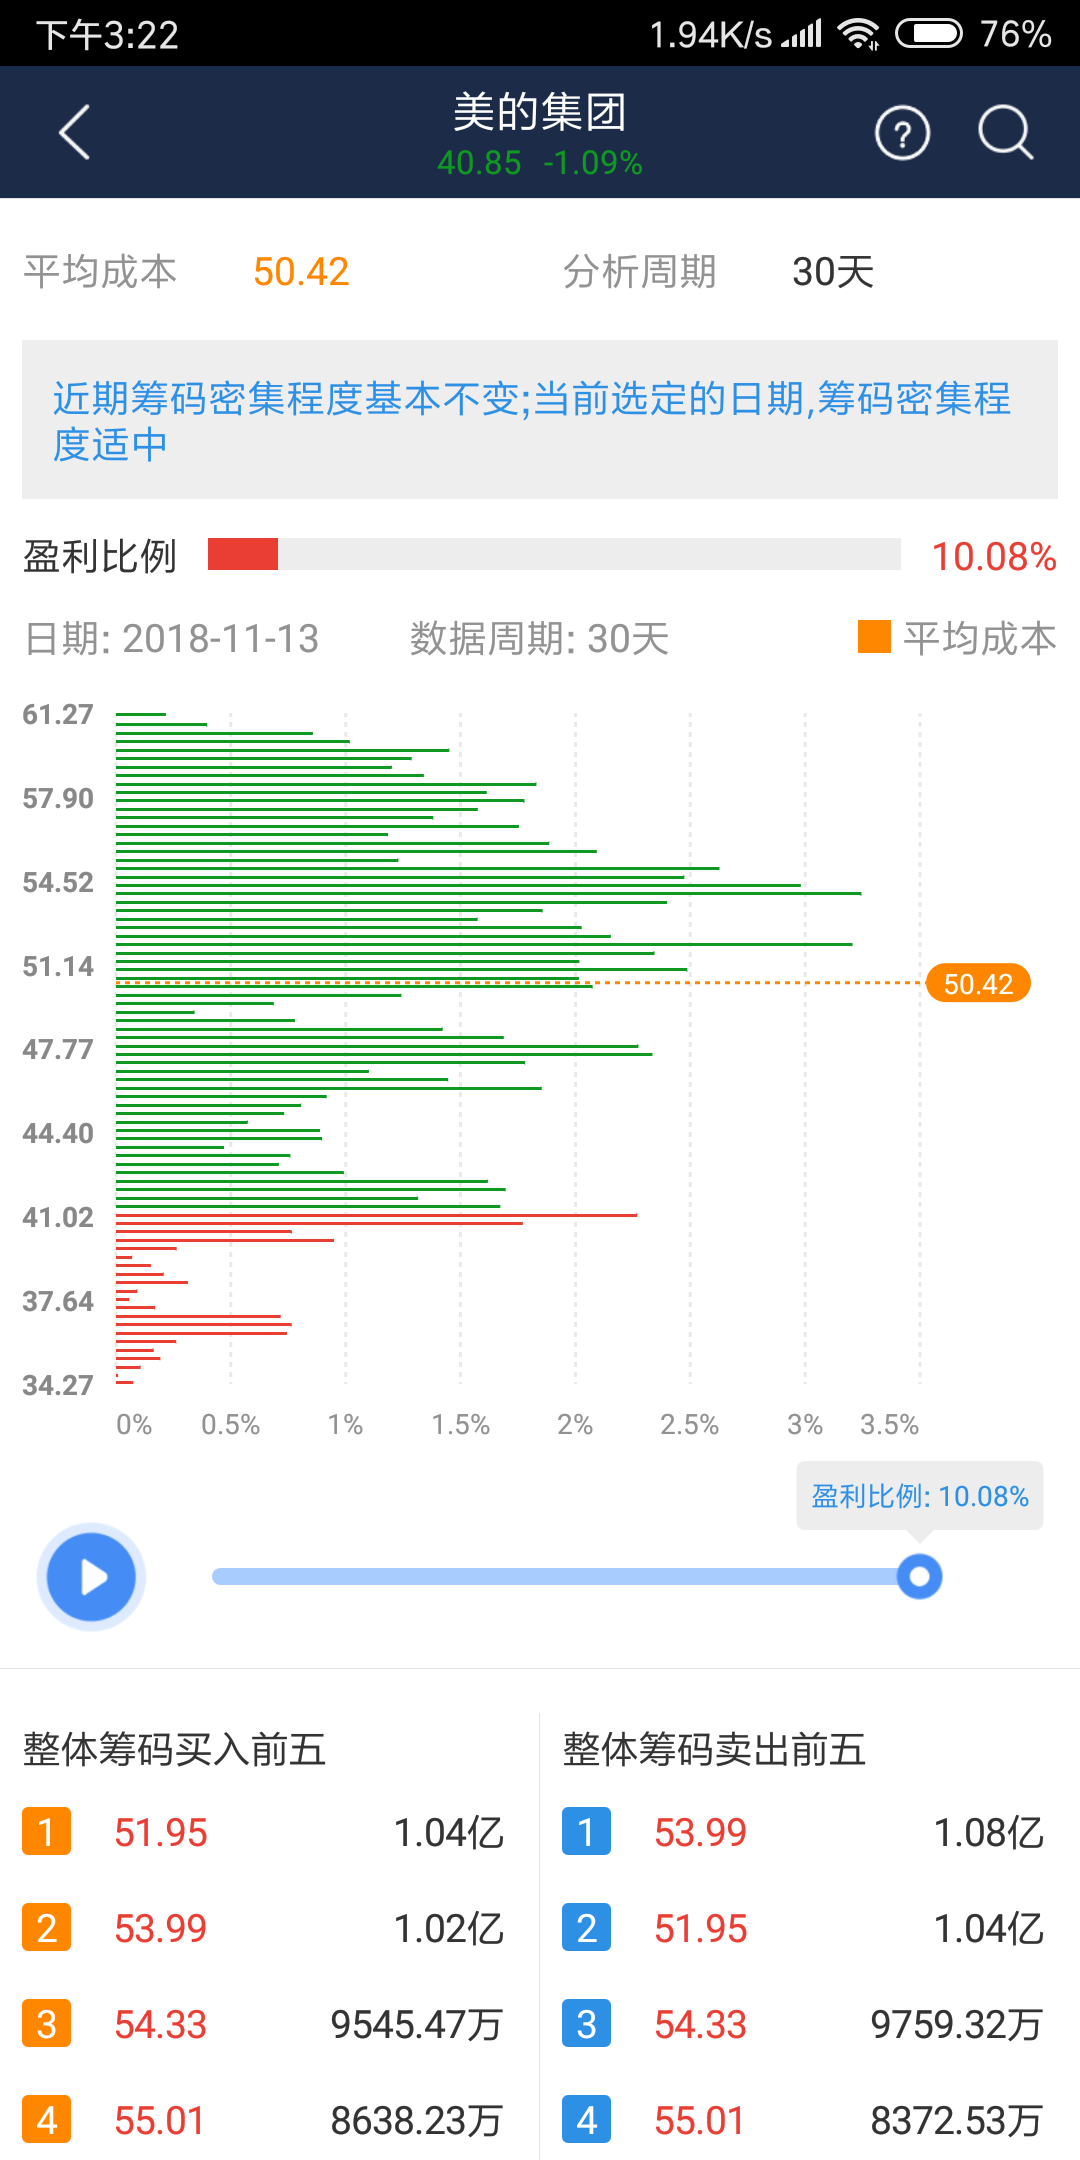 下午3:22
1.94K/s
76%
美的集团
40.85 -1.09%
?
平均成本 50.42 分析周期 30天
近期筹码密集程度基本不变;当前选定的日期,筹码密集程
度适中
盈利比例 10.08%
日期: 2018-11-13 数据周期: 30天 平均成本
61.27
57.90
54.52
51.14
50.42
47.77
44.40
41.02
37.64
34.27
0% 0.5% 1% 1.5% 2% 2.5% 3% 3.5%
盈利比例: 10.08%
整体筹码买入前五
1 51.95 1.04亿
2 53.99 1.02亿
3 54.33 9545.47万
4 55.01 8638.23万
整体筹码卖出前五
1 53.99 1.08亿
2 51.95 1.04亿
3 54.33 9759.32万
4 55.01 8372.53万